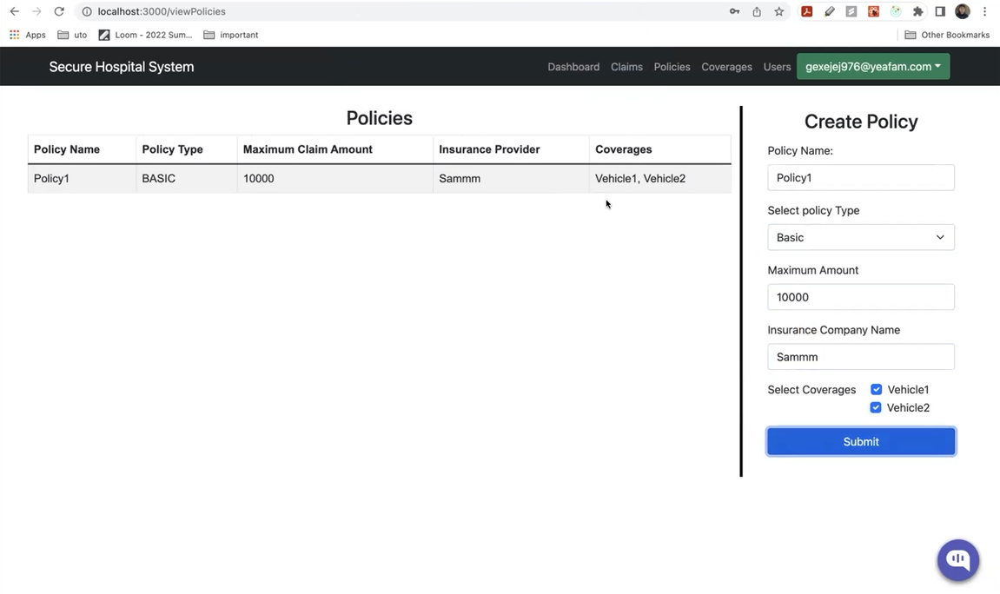 localhost:3000/viewPolicies
Apps uto Loom - 2022 Sum... important Other Bookmarks
Secure Hospital System Dashboard Claims Policies Coverages Users gexejej976@yeafam.com
Policies
Policy Name Policy Type Maximum Claim Amount Insurance Provider Coverages
Policy1 BASIC 10000 Sammm Vehicle1, Vehicle2
Create Policy
Policy Name:
Policy1
Select policy Type
Basic
Maximum Amount
10000
Insurance Company Name
Sammm
Select Coverages Vehicle1
Vehicle2
Submit